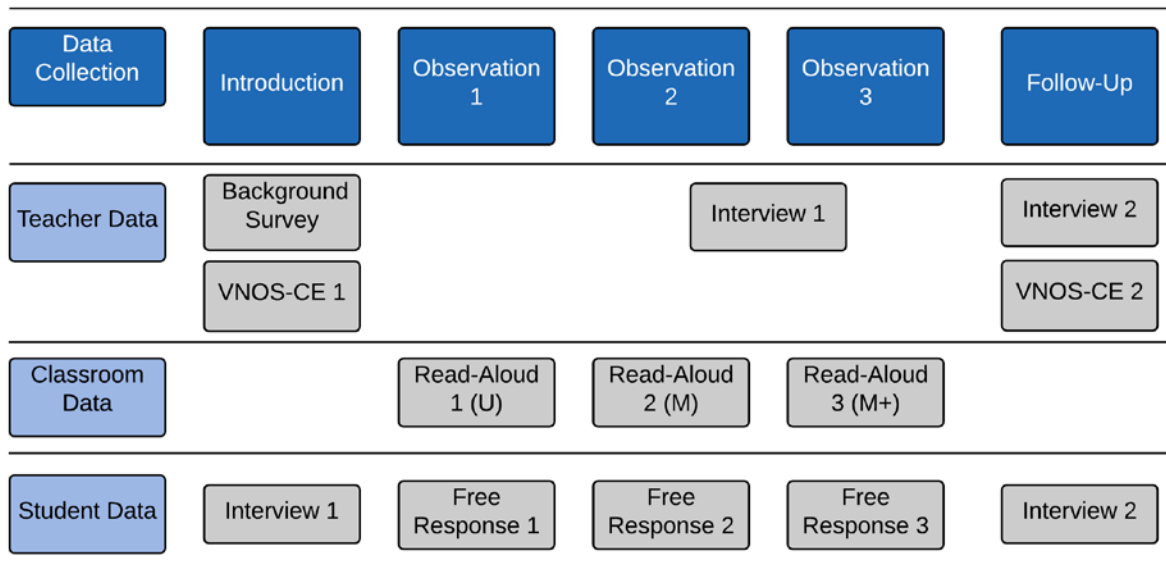 Data
Collection
Introduction
Observation
1
Observation
2
Observation
3
Follow-Up
Teacher Data
Background
Survey
Interview 1
Interview 2
VNOS-CE 1
VNOS-CE 2
Classroom
Data
Read-Aloud
1 (U)
Read-Aloud
2 (M)
Read-Aloud
3 (M+)
Student Data
Interview 1
Free
Response 1
Free
Response 2
Free
Response 3
Interview 2